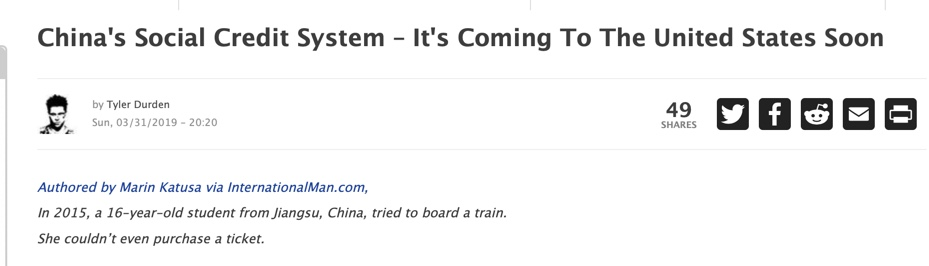 China's Social Credit System – It's Coming To The United States Soon
by Tyler Durden
Sun, 03/31/2019 - 20:20
49
SHARES
Authored by Marin Katusa via InternationalMan.com,
In 2015, a 16-year-old student from Jiangsu, China, tried to board a train.
She couldn’t even purchase a ticket.